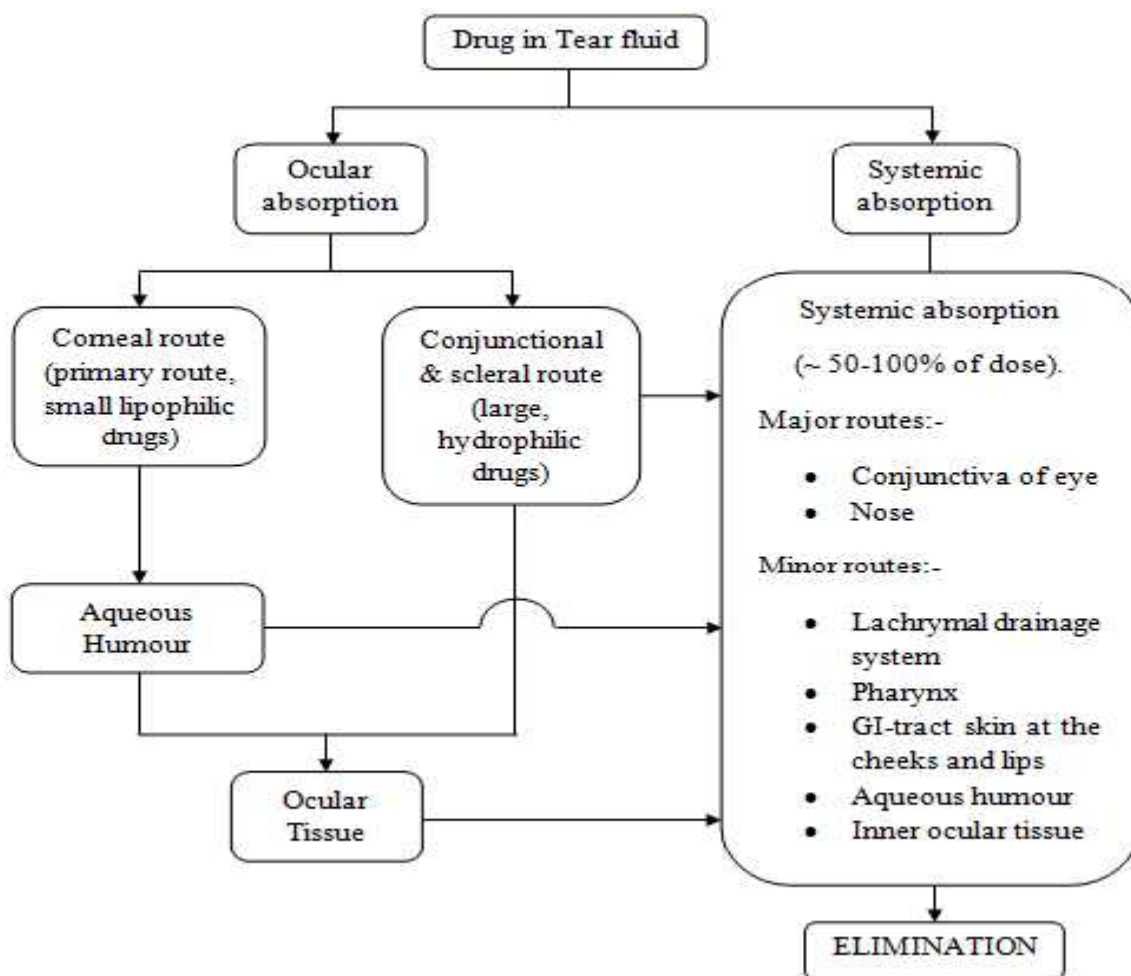 Drug in Tear fluid
Ocular
absorption
Systemic
absorption
Corneal route
(primary route,
small lipophilic
drugs)
Conjunctional
& scleral route
(large,
hydrophilic
drugs)
Aqueous
Humour
Ocular
Tissue
Systemic absorption
(~ 50-100% of dose).
Major routes:-
• Conjunctiva of eye
• Nose
Minor routes:-
• Lachrymal drainage
system
• Pharynx
• GI-tract skin at the
cheeks and lips
• Aqueous humour
• Inner ocular tissue
ELIMINATION